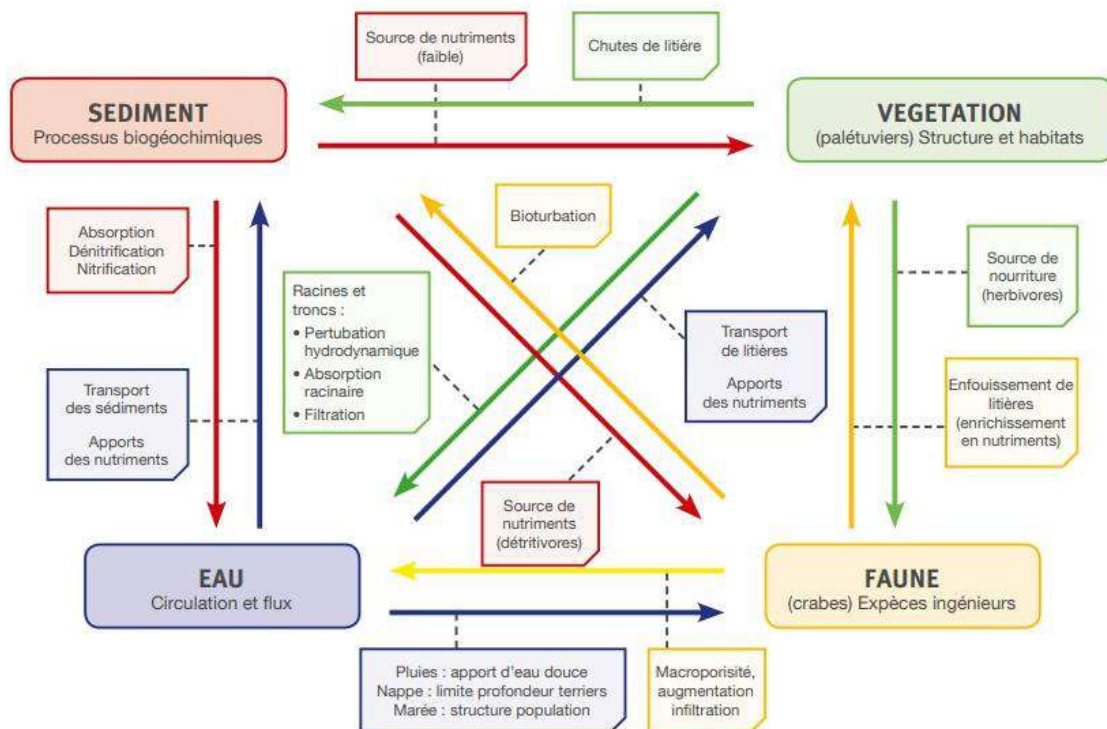 Source de nutriments
(faible)
Chutes de litière
SEDIMENT
Processus biogéochimiques
VEGETATION
(palétuviers) Structure et habitats
Absorption
Dénitrification
Nitrification
Bioturbation
Source de
nourriture
(herbivores)
Racines et
troncs :
• Pertubation
hydrodynamique
• Absorption
racinaire
• Filtration
Transport
de litières
Apports
des nutriments
Transport
des sédiments
Apports
des nutriments
Enfouissement de
litières
(enrichissement
en nutriments)
Source de
nutriments
(détritivores)
EAU
Circulation et flux
FAUNE
(crabes) Expèces ingénieurs
Pluies : apport d'eau douce
Nappe : limite profondeur terriers
Marée : structure population
Macroporisité,
augmentation
infiltration